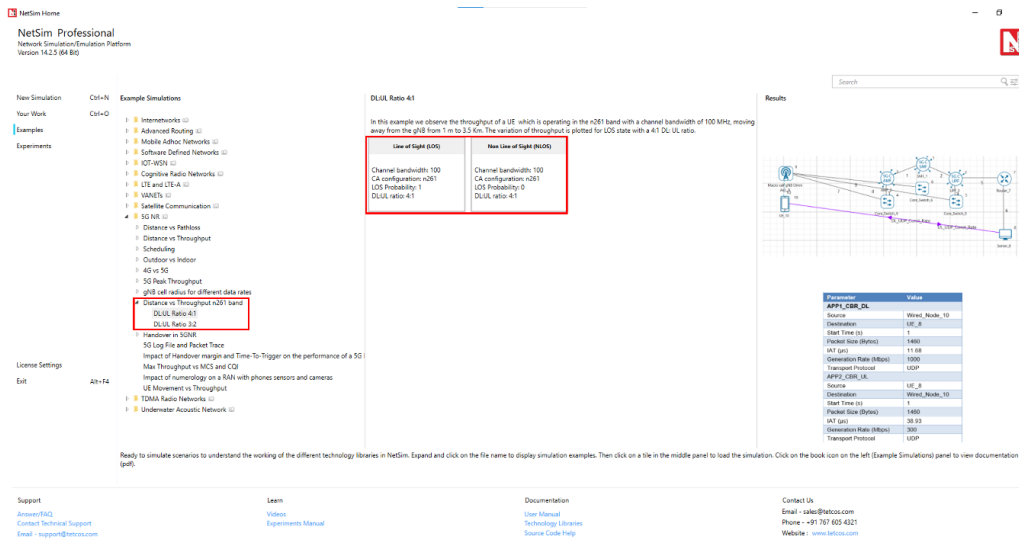 NetSim Home
NetSim Professional
Network Simulation/Emulation Platform
Version 14.2.5 (64 Bit)
Search
New Simulation Ctrl+N
Your Work Ctrl+O
Examples
Experiments
License Settings
Exit Alt+F4
Example Simulations
Internetworks
Advanced Routing
Mobile Adhoc Networks
Software Defined Networks
IOT-WSN
Cognitive Radio Networks
LTE and LTE-A
VANETs
Satellite Communication
5G NR
Distance vs Pathloss
Distance vs Throughput
Scheduling
Outdoor vs Indoor
4G vs 5G
5G Peak Throughput
gNB cell radius for different data rates
Distance vs Throughput n261 band
DL:UL Ratio 4:1
DL:UL Ratio 3:2
Handover in 5GNR
5G Log File and Packet Trace
Impact of Handover margin and Time-To-Trigger on the performance of a 5G
Max Throughput vs MCS and CQI
Impact of numerology on a RAN with phones sensors and cameras
UE Movement vs Throughput
TDMA Radio Networks
Underwater Acoustic Network
DL:UL Ratio 4:1
In this example we observe the throughput of a UE which is operating in the n261 band with a channel bandwidth of 100 MHz, moving
away from the gNB from 1 m to 3.5 Km. The variation of throughput is plotted for LOS state with a 4:1 DL: UL ratio.
Line of Sight (LOS)
Channel bandwidth: 100
CA configuration: n261
LOS Probability: 1
DL:UL ratio: 4:1
Non Line of Sight (NLOS)
Channel bandwidth: 100
CA configuration: n261
LOS Probability: 0
DL:UL ratio: 4:1
Results
Router_7
Core_Switch_6
Server_8
Parameter Value
APP1_CBR_DL
Source Wired_Node_10
Destination UE_8
Start Time (s) 1
Packet Size (Bytes) 1460
IAT (µs) 11.68
Generation Rate (Mbps) 1000
Transport Protocol UDP
APP2_CBR_UL
Source UE_8
Destination Wired_Node_10
Start Time (s) 1
Packet Size (Bytes) 1460
IAT (µs) 38.93
Generation Rate (Mbps) 300
Transport Protocol UDP
Ready to simulate scenarios to understand the working of the different technology libraries in NetSim. Expand and click on the file name to display simulation examples. Then click on a tile in the middle panel to load the simulation. Click on the book icon on the left (Example Simulations) panel to view documentation
(pdf).
Support
Answer/FAQ
Contact Technical Support
Email - support@tetcos.com
Learn
Videos
Experiments Manual
Documentation
User Manual
Technology Libraries
Source Code Help
Contact Us
Email - sales@tetcos.com
Phone - +91 767 605 4321
Website : www.tetcos.com